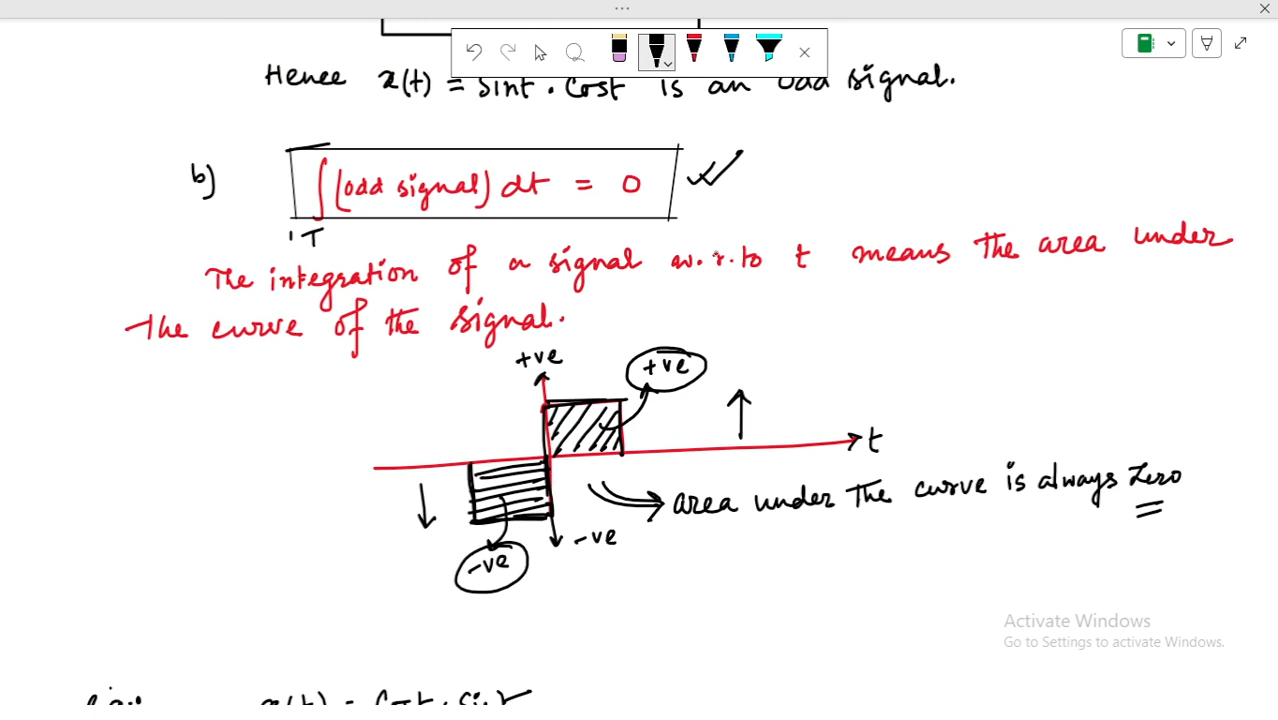 Hence x(t) = Sint . Cost is an odd signal.
b) ∫(odd signal) dt = 0
T
The integration of a signal w.r.to t means the area under
the curve of the signal.
+ve
+ve
t
area under the curve is always Zero
-ve
-ve
Activate Windows
Go to Settings to activate Windows.
x(t) = Cost . Sint